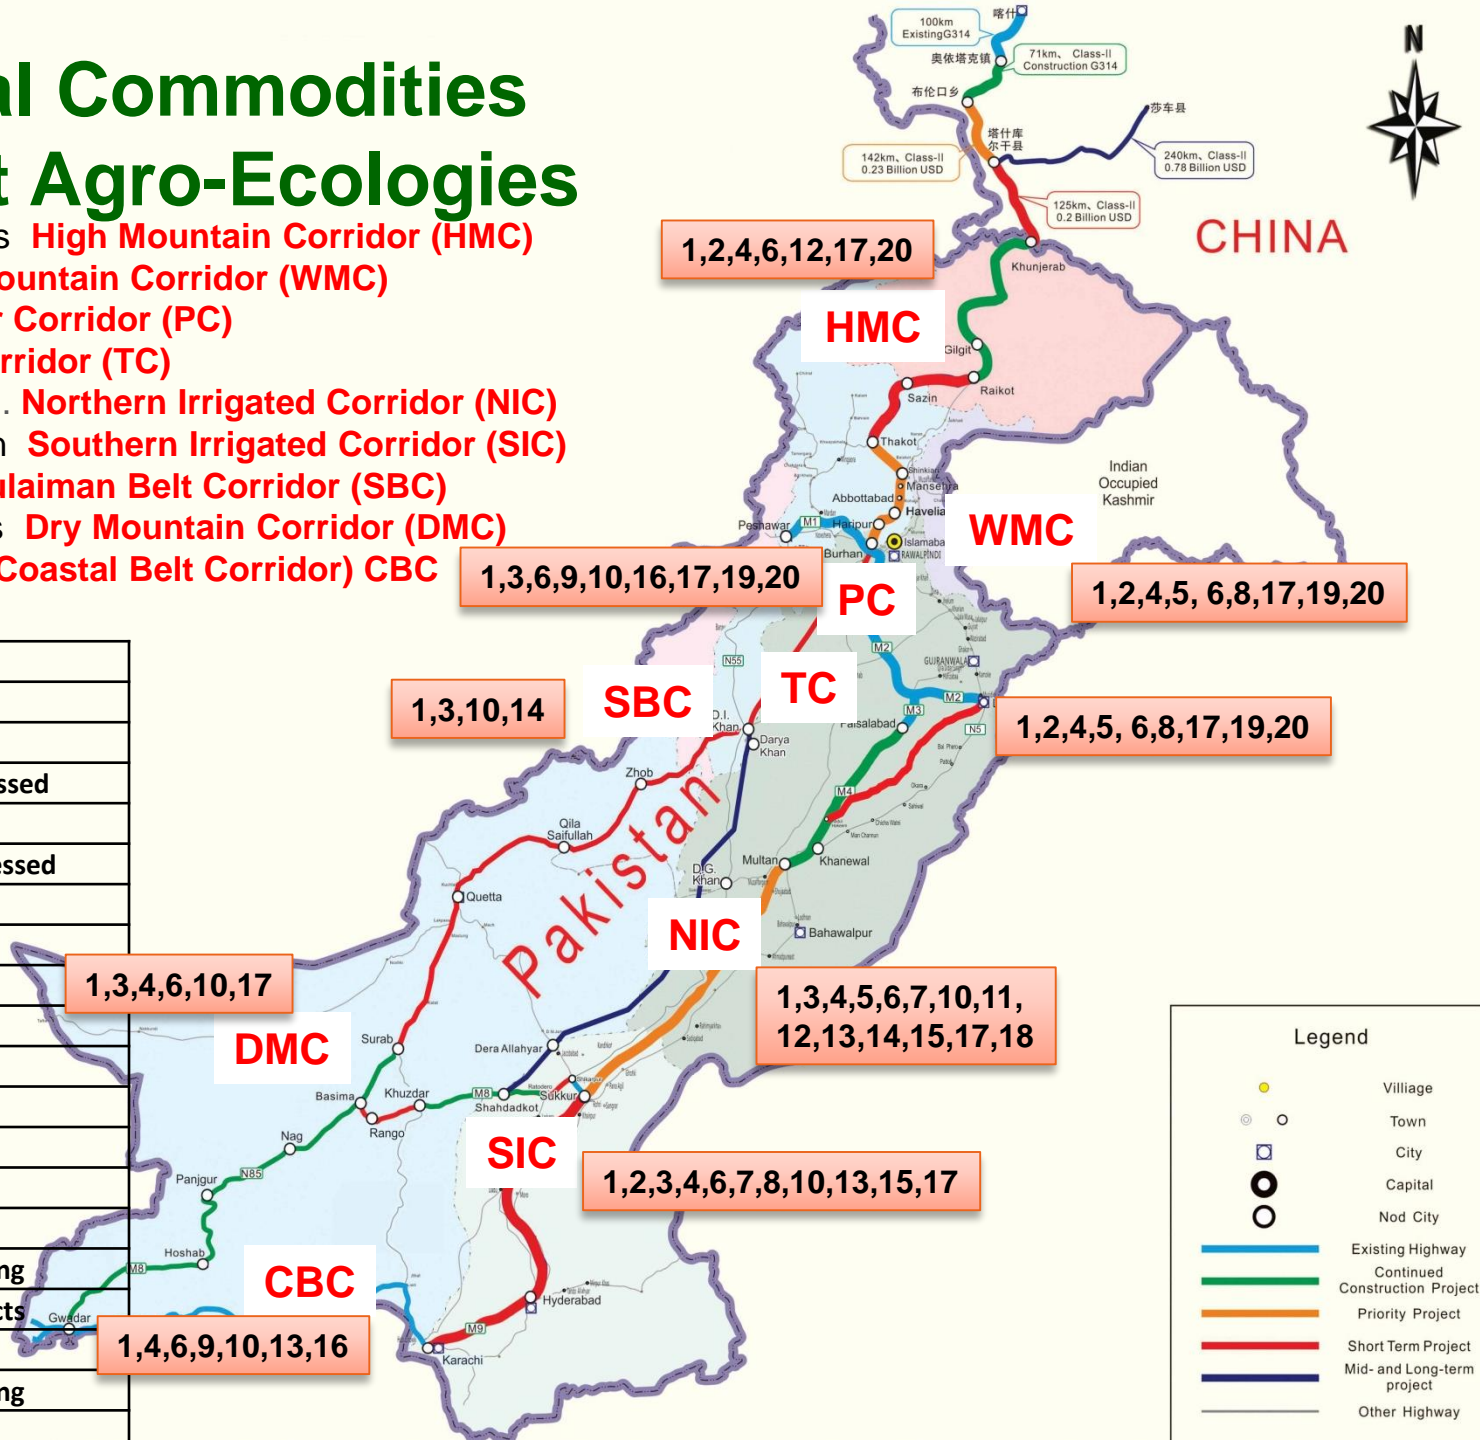 al Commodities
t Agro-Ecologies
s High Mountain Corridor (HMC)
ountain Corridor (WMC)
r Corridor (PC)
rridor (TC)
. Northern Irrigated Corridor (NIC)
n Southern Irrigated Corridor (SIC)
ulaiman Belt Corridor (SBC)
s Dry Mountain Corridor (DMC)
Coastal Belt Corridor) CBC
ssed
essed
ng
cts
ng
喀什
100km
ExistingG314
奥依塔克镇
71km、Class-II
Construction G314
布伦口乡
莎车县
塔什库
尔干县
142km、Class-II
0.23 Billion USD
240km、Class-II
0.78 Billion USD
125km、Class-II
0.2 Billion USD
N
CHINA
1,2,4,6,12,17,20
Khunjerab
HMC
Gilgit
Raikot
Sazin
Thakot
Shinkiari
Mansehra
Abbottabad
Havelia
Haripur
Peshawar
M1
Burhan
Islamaba
RAWALPINDI
WMC
Indian
Occupied
Kashmir
1,3,6,9,10,16,17,19,20
PC
1,2,4,5, 6,8,17,19,20
M2
N55
GUJRANWALA
TC
SBC
1,3,10,14
M2
M3
N5
1,2,4,5, 6,8,17,19,20
D.I.
Khan
Darya
Khan
Faisalabad
Zhob
M4
Qila
Saifullah
Pakistan
Multan
Khanewal
D.G.
Khan
Quetta
NIC
Bahawalpur
1,3,4,6,10,17
1,3,4,5,6,7,10,11,
12,13,14,15,17,18
DMC
Surab
Dera Allahyar
Basima
Khuzdar
M8
Shahdadkot
Sukkur
Rango
Nag
SIC
1,2,3,4,6,7,8,10,13,15,17
N85
Panjgur
Hoshab
M8
CBC
Gwadar
Hyderabad
1,4,6,9,10,13,16
M9
Karachi
Legend
Villiage
Town
City
Capital
Nod City
Existing Highway
Continued
Construction Project
Priority Project
Short Term Project
Mid- and Long-term
project
Other Highway